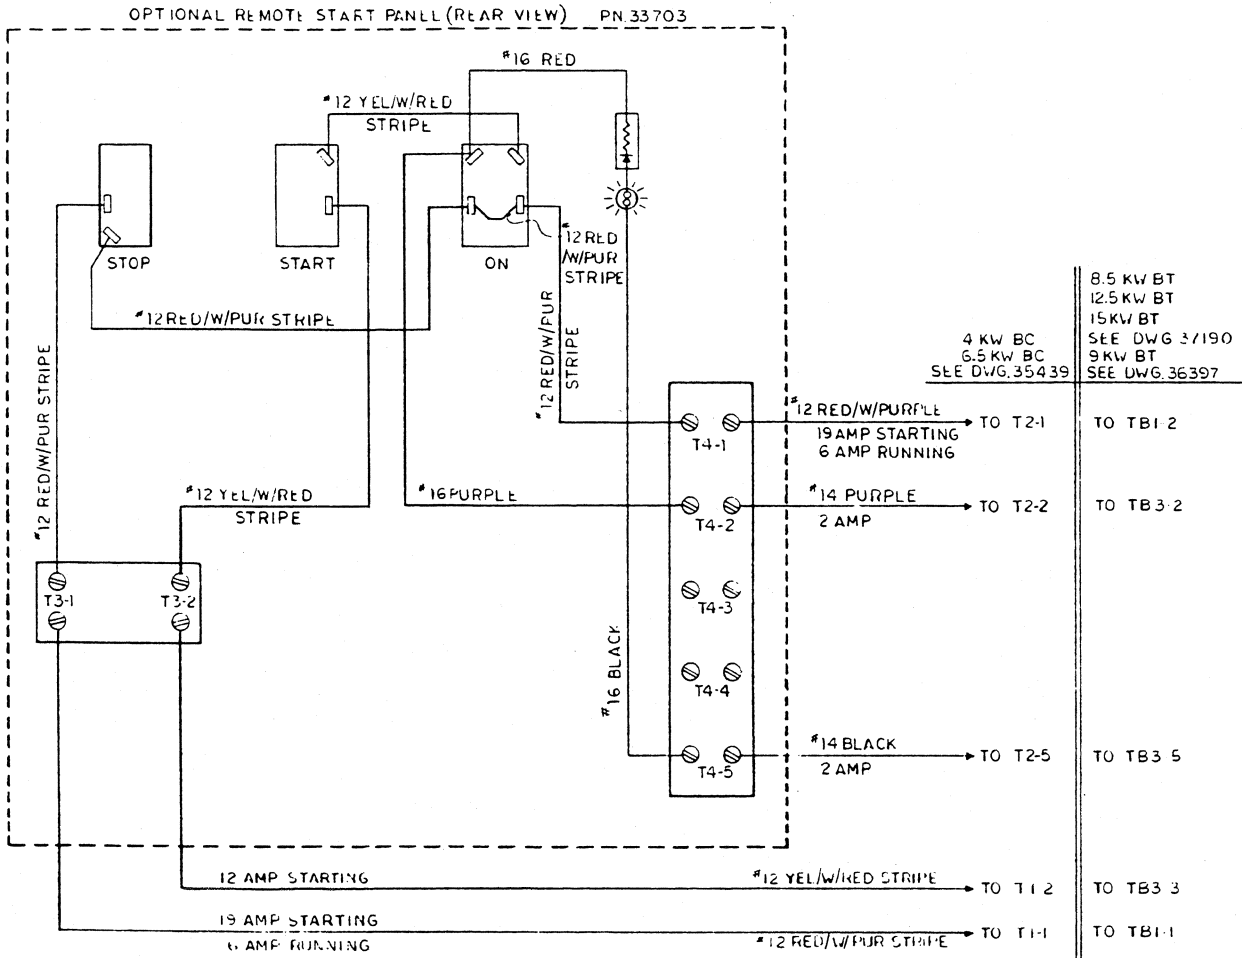 OPTIONAL REMOTE START PANEL (REAR VIEW) PN.33703
#16 RED
#12 YEL/W/RED
STRIPE
STOP
START
ON
#12 RED
/W/PUR
STRIPE
#12 RED/W/PUR STRIPE
#12 RED/W/PUR
STRIPE
#12 RED/W/PUR STRIPE
8.5 KW BT
12.5 KW BT
15 KW BT
SEE DWG 37190
9 KW BT
SEE DWG. 36397
4 KW BC
6.5 KW BC
SEE DWG. 35439
#12 RED/W/PURPLE
19 AMP STARTING
6 AMP RUNNING
TO T2-1
TO TB1-2
T4-1
#12 YEL/W/RED
STRIPE
#16 PURPLE
#14 PURPLE
2 AMP
TO T2-2
TO TB3-2
T4-2
T3-1
T3-2
T4-3
#16 BLACK
T4-4
#14 BLACK
2 AMP
TO T2-5
TO TB3 5
T4-5
12 AMP STARTING
#12 YEL/W/RED STRIPE
TO T1-2
TO TB3 3
19 AMP STARTING
6 AMP RUNNING
#12 RED/W/PUR STRIPE
TO T1-1
TO TB1-1